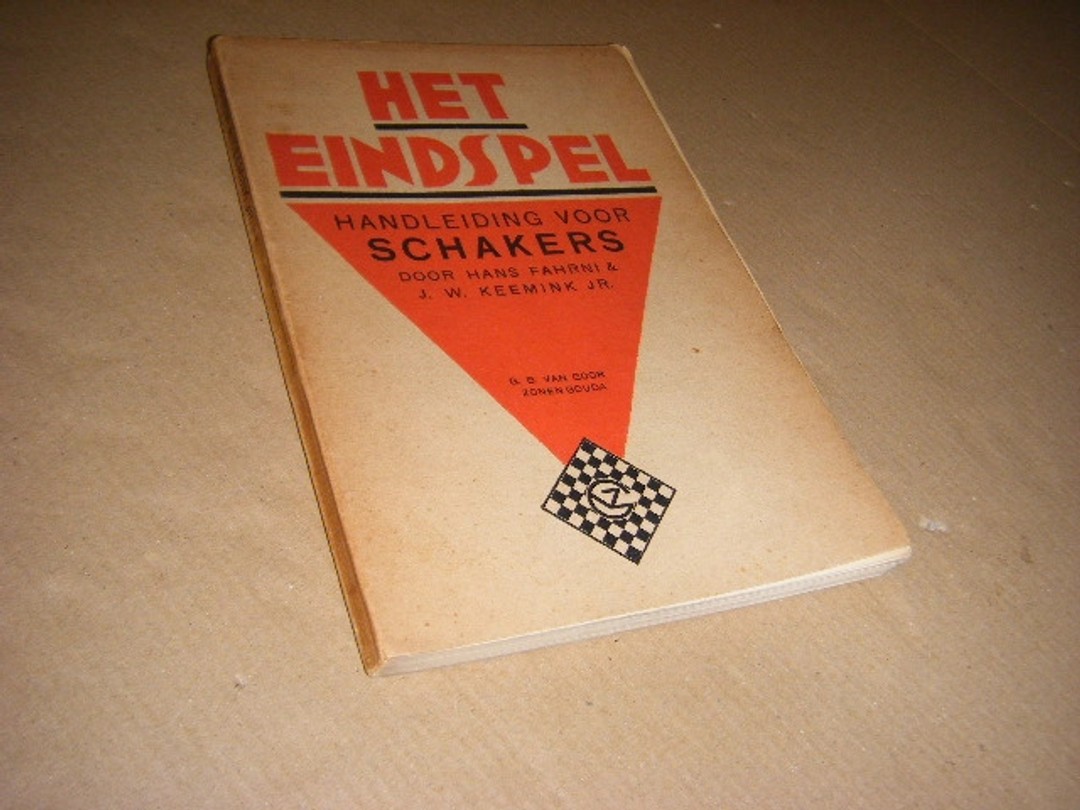 HET
EINDSPEL
HANDLEIDING VOOR
SCHAKERS
DOOR HANS FAHRNI &
J. W. KEEMINK JR.
G. B. VAN GOOR
ZONEN GOUDA